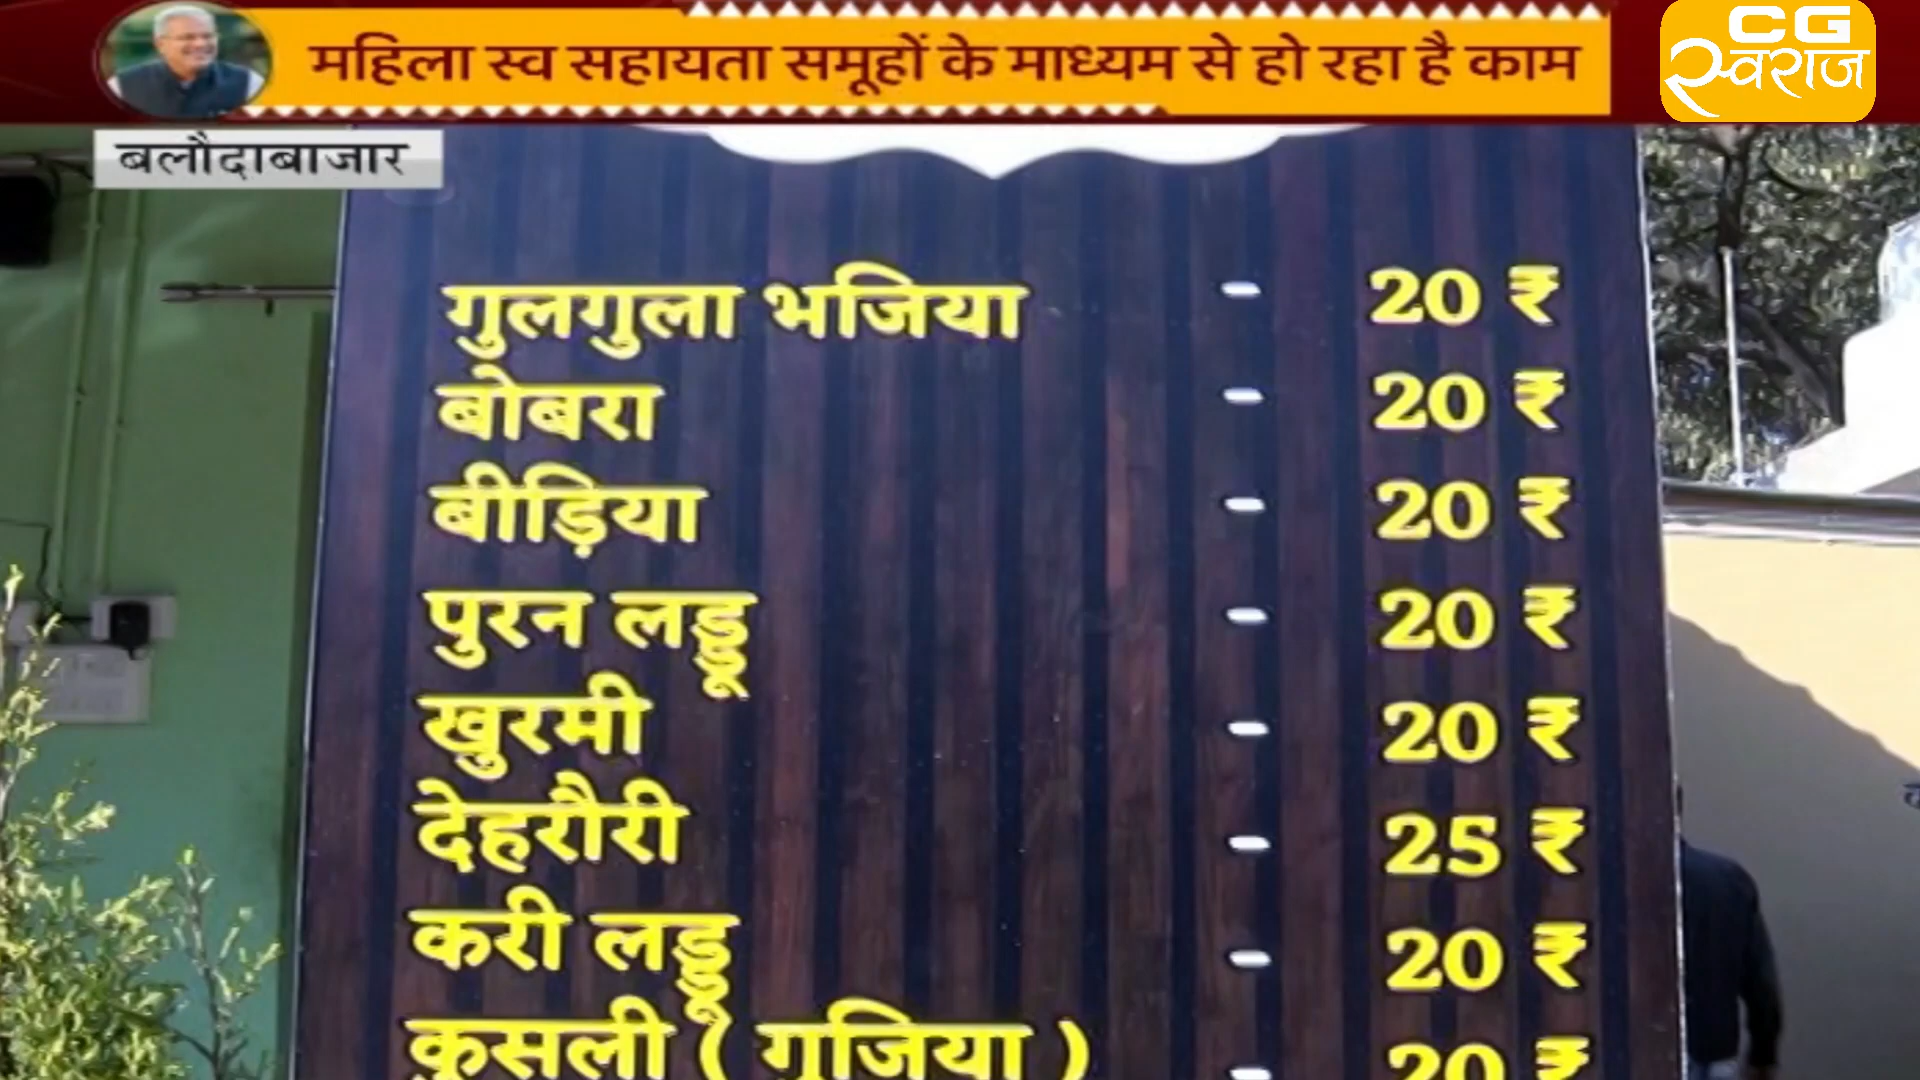 महिला स्व सहायता समूहों के माध्यम से हो रहा है काम
CG
स्वराज
बलौदाबाजार
गुलगुला भजिया - 20 ₹
बोबरा - 20 ₹
बीड़िया - 20 ₹
पुरन लड्डू - 20 ₹
खुरमी - 20 ₹
देहरौरी - 25 ₹
करी लड्डू - 20 ₹
कुसली ( गुजिया ) - 20 ₹